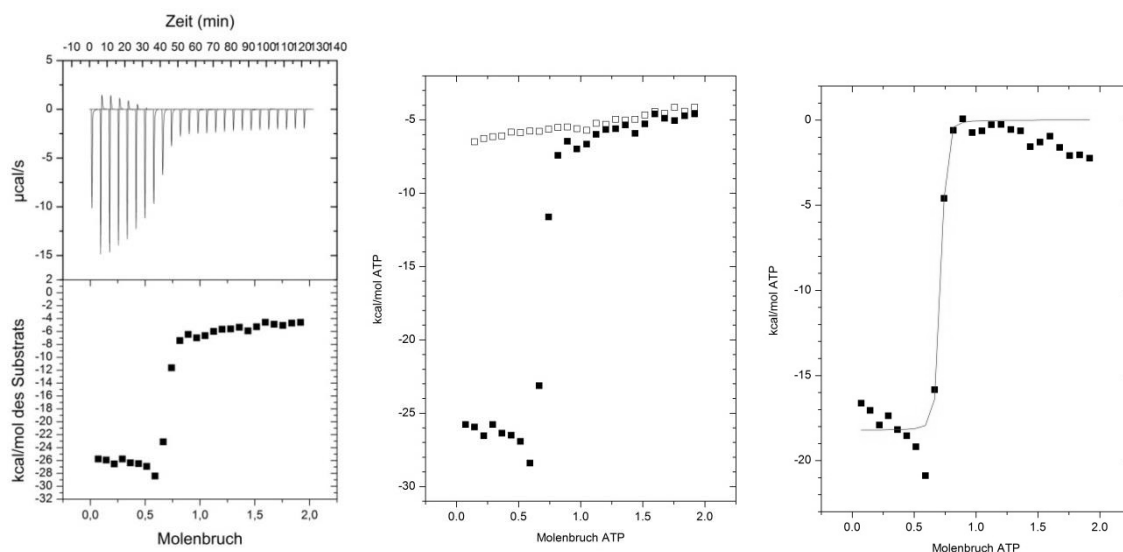 Zeit (min)
-10 0 10 20 30 40 50 60 70 80 90 100 110 120 130 140
5
0
-5
-10
-15
2
µcal/s
0
-2
-4
-6
-8
-10
-12
-14
-16
-18
-20
-22
-24
-26
-28
-30
-32
kcal/mol des Substrats
0,0 0,5 1,0 1,5 2,0
Molenbruch
-5
-10
-15
-20
-25
-30
kcal/mol ATP
0.0 0.5 1.0 1.5 2.0
Molenbruch ATP
0
-5
-10
-15
-20
kcal/mol ATP
0.0 0.5 1.0 1.5 2.0
Molenbruch ATP